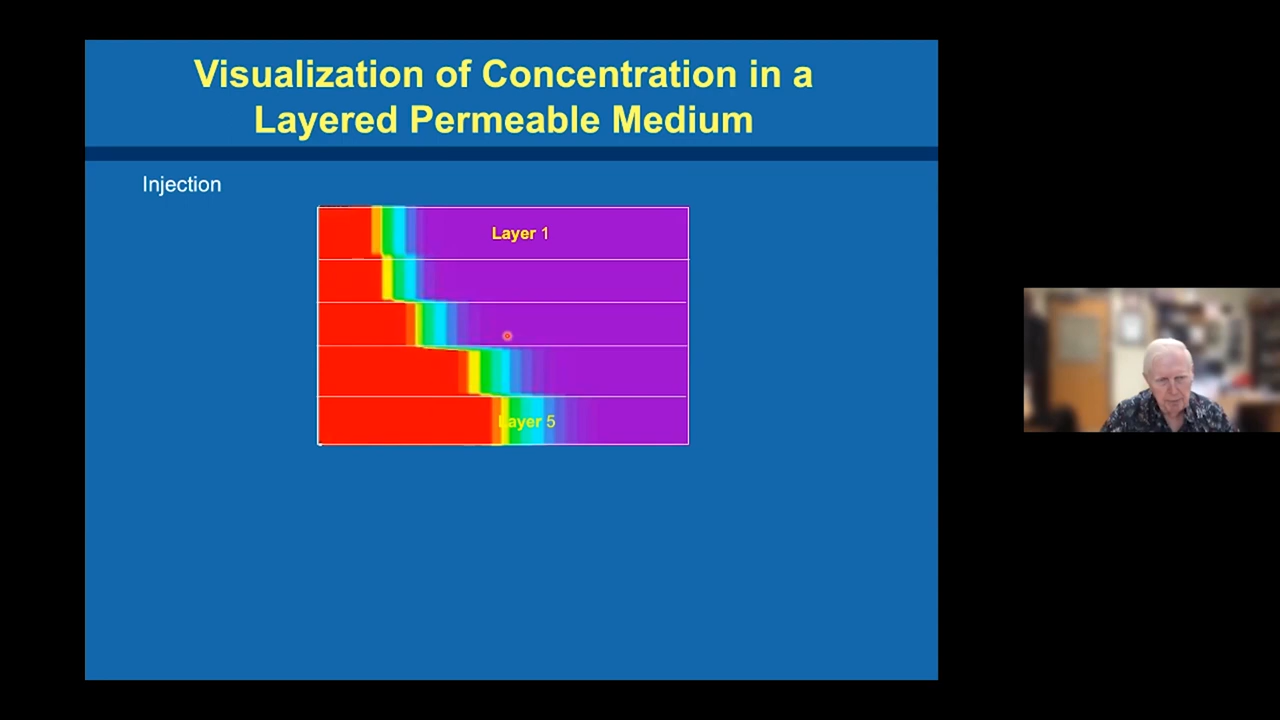 Visualization of Concentration in a
Layered Permeable Medium
Injection
Layer 1
Layer 5